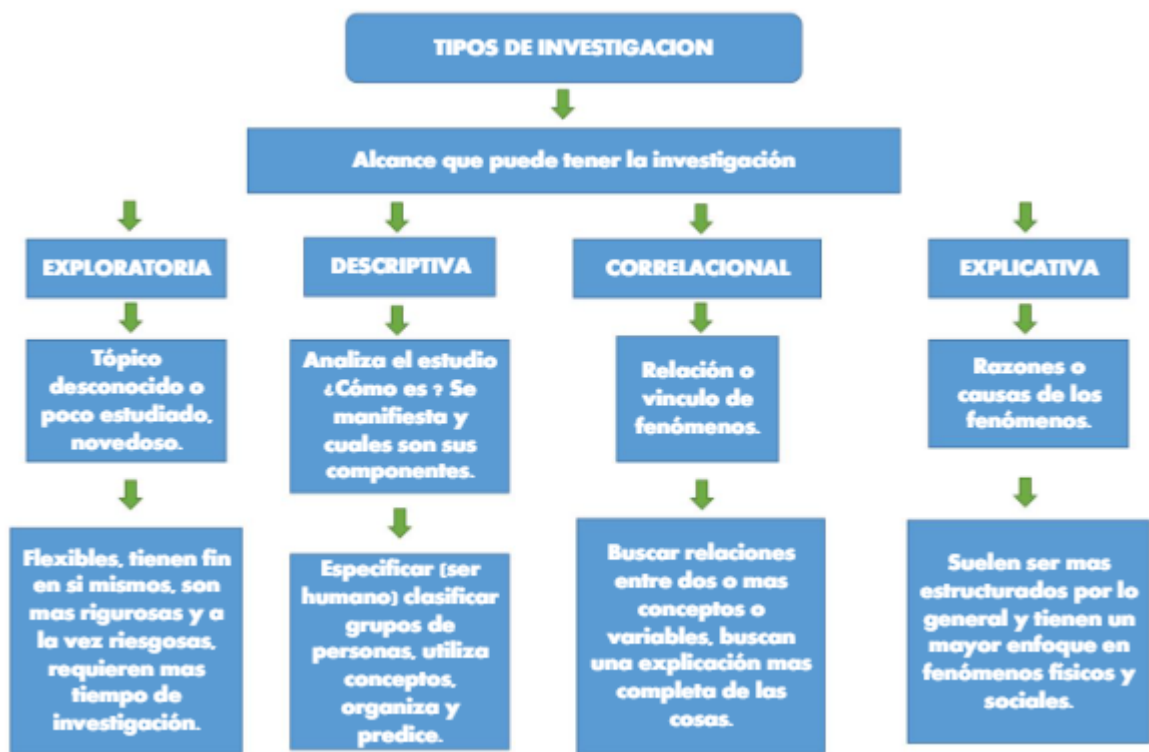 TIPOS DE INVESTIGACION
Alcance que puede tener la investigación
EXPLORATORIA
Tópico
desconocido o
poco estudiado,
novedoso.
Flexibles, tienen fin
en si mismos, son
mas rigurosas y a
la vez riesgosas,
requieren mas
tiempo de
investigación.
DESCRIPTIVA
Analiza el estudio
¿Cómo es ? Se
manifiesta y
cuales son sus
componentes.
Especificar (ser
humano) clasificar
grupos de
personas, utiliza
conceptos,
organiza y
predice.
CORRELACIONAL
Relación o
vinculo de
fenómenos.
Buscar relaciones
entre dos o mas
conceptos o
variables, buscan
una explicación mas
completa de las
cosas.
EXPLICATIVA
Razones o
causas de los
fenómenos.
Suelen ser mas
estructurados por lo
general y tienen un
mayor enfoque en
fenómenos fisicos y
sociales.